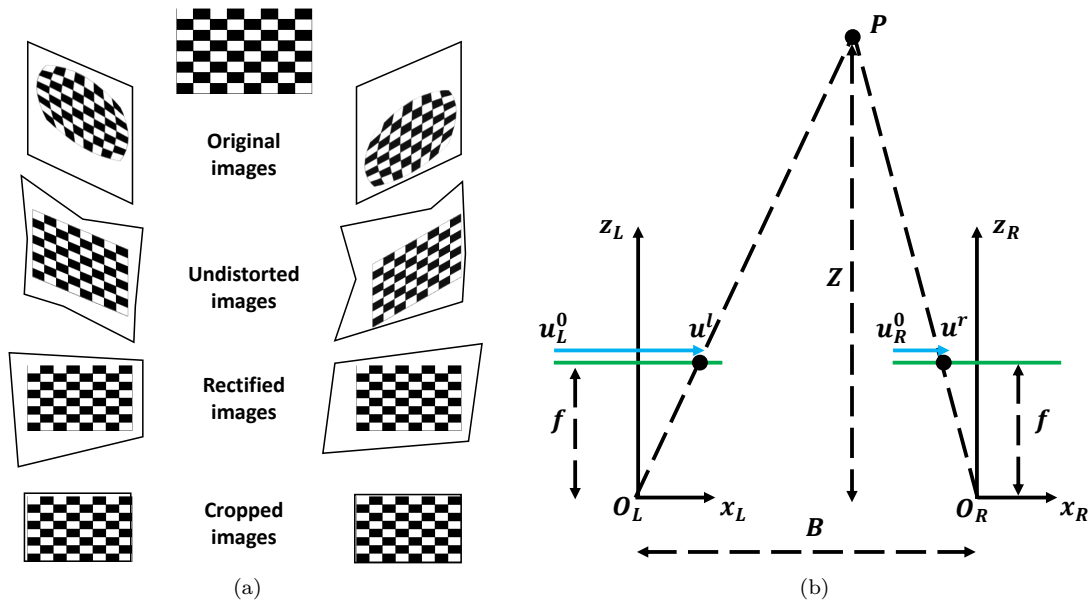 Original
images
Undistorted
images
Rectified
images
Cropped
images
(a)
P
z_L
z_R
Z
u_L^0
u^l
u_R^0
u^r
f
f
O_L
x_L
O_R
x_R
B
(b)